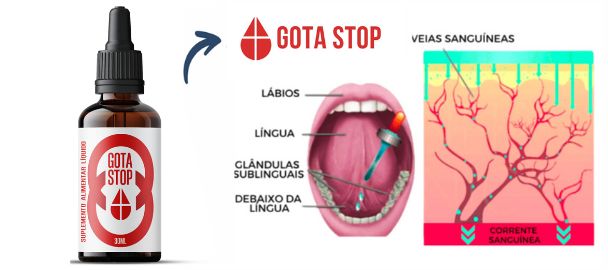 GOTA
STOP
SUPLEMENTO ALIMENTAR LÍQUIDO
30ML
GOTA STOP
LÁBIOS
LÍNGUA
GLÂNDULAS
SUBLINGUAIS
DEBAIXO DA
LÍNGUA
VEIAS SANGUÍNEAS
CORRENTE
SANGUÍNEA